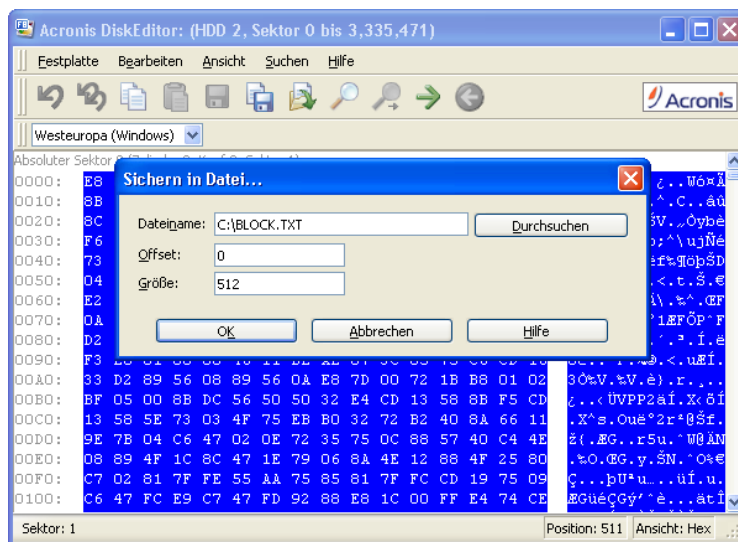 Acronis DiskEditor: (HDD 2, Sektor 0 bis 3,335,471)
Festplatte Bearbeiten Ansicht Suchen Hilfe
Acronis
Westeuropa (Windows)
Absoluter Sektor
Sichern in Datei...
Dateiname: C:\BLOCK.TXT Durchsuchen
Offset: 0
Größe: 512
OK Abbrechen Hilfe
0000: E8
0010: 8B
0020: 8C
0030: F6
0040: 73
0050: 04
0060: E2
0070: 0A
0080: D2
0090: F3
00A0: 33 D2 89 56 08 89 56 0A E8 7D 00 72 1B B8 01 02
00B0: BF 05 00 8B DC 56 50 50 32 E4 CD 13 58 8B F5 CD
00C0: 13 58 5E 73 03 4F 75 EB B0 32 72 B2 40 8A 66 11
00D0: 9E 7B 04 C6 47 02 0E 72 35 75 0C 88 57 40 C4 4E
00E0: 08 89 4F 1C 8C 47 1E 79 06 8A 4E 12 88 4F 25 80
00F0: C7 02 81 7F FE 55 AA 75 85 81 7F FC CD 19 75 09
0100: C6 47 FC E9 C7 47 FD 92 88 E8 1C 00 FF E4 74 CE
Sektor: 1 Position: 511 Ansicht: Hex